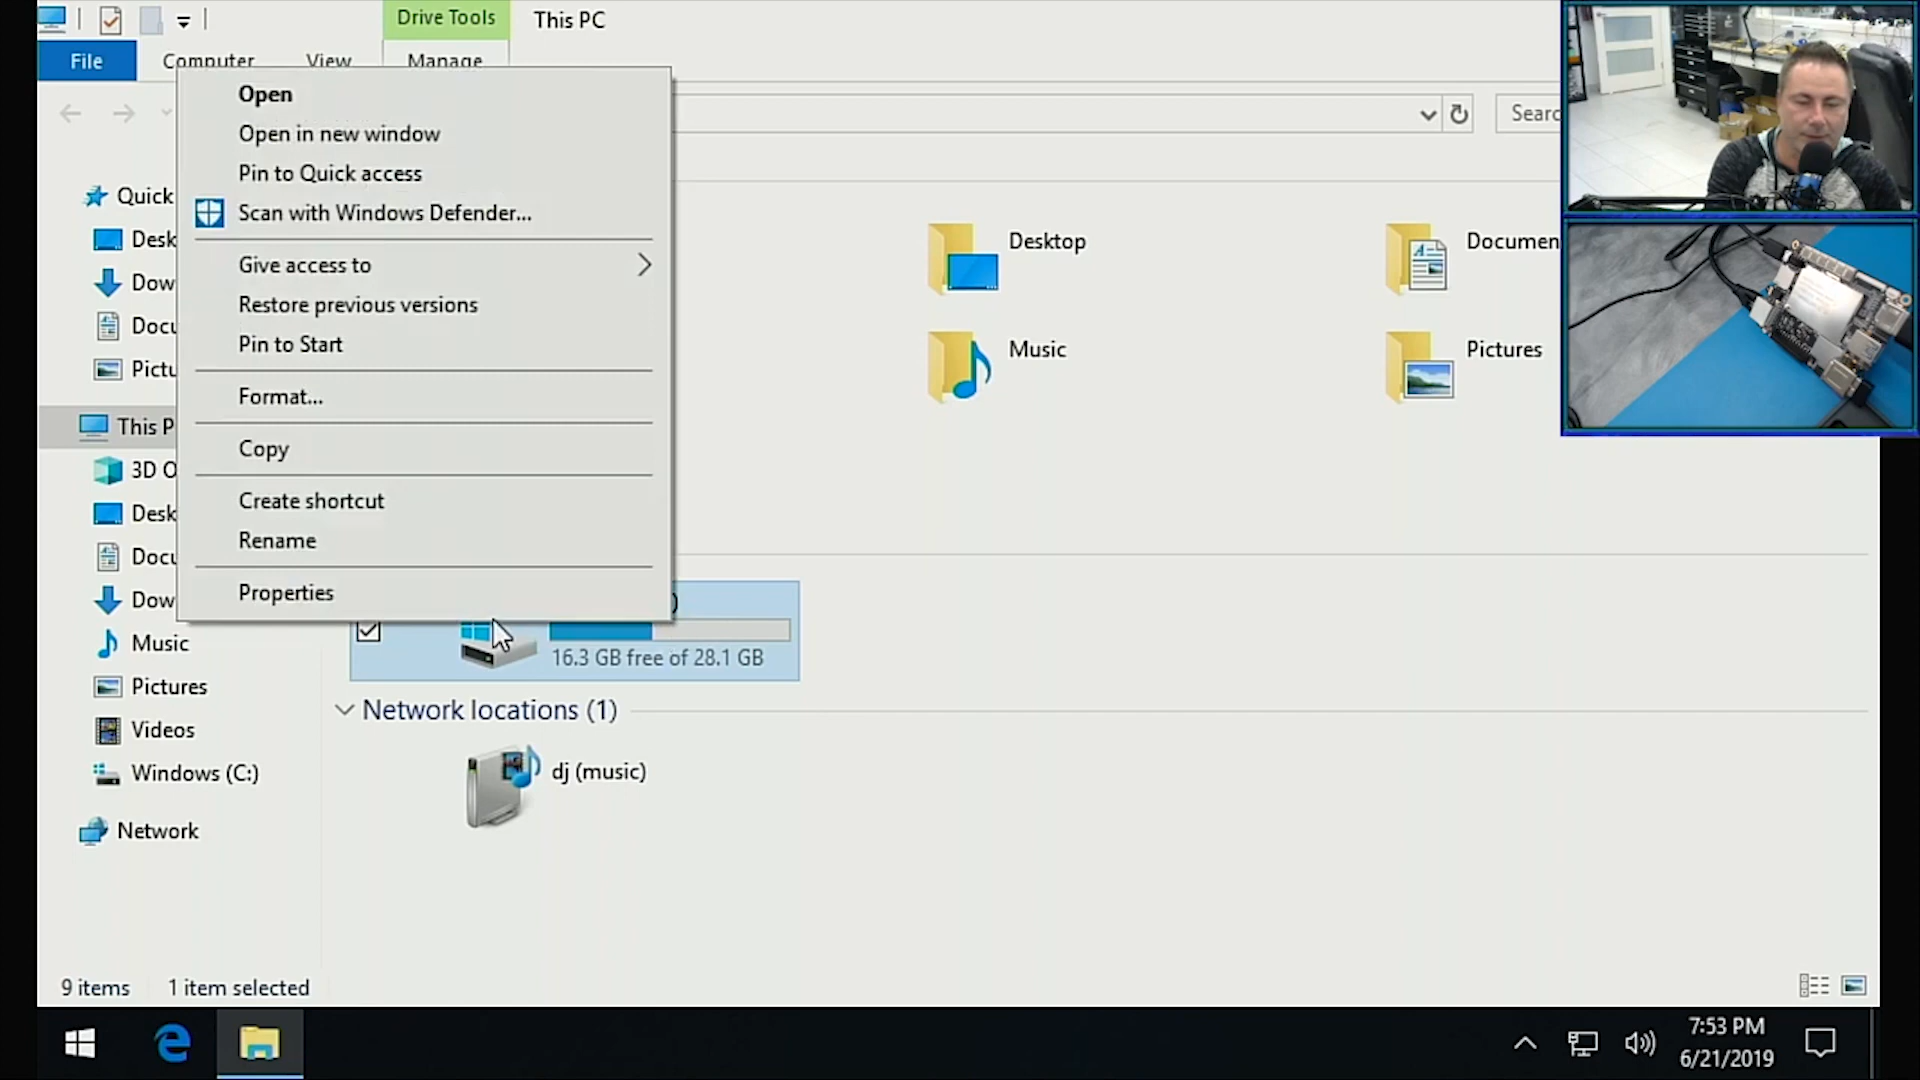 Drive Tools
This PC
File
Computer
View
Manage
Open
Open in new window
Pin to Quick access
Scan with Windows Defender...
Give access to
Restore previous versions
Pin to Start
Format...
Copy
Create shortcut
Rename
Properties
Searc
Quick
Desk
Dow
Docu
Pictu
This P
3D O
Desk
Docu
Dow
Music
Pictures
Videos
Windows (C:)
Network
Desktop
Documen
Music
Pictures
)
16.3 GB free of 28.1 GB
Network locations (1)
dj (music)
9 items
1 item selected
7:53 PM
6/21/2019